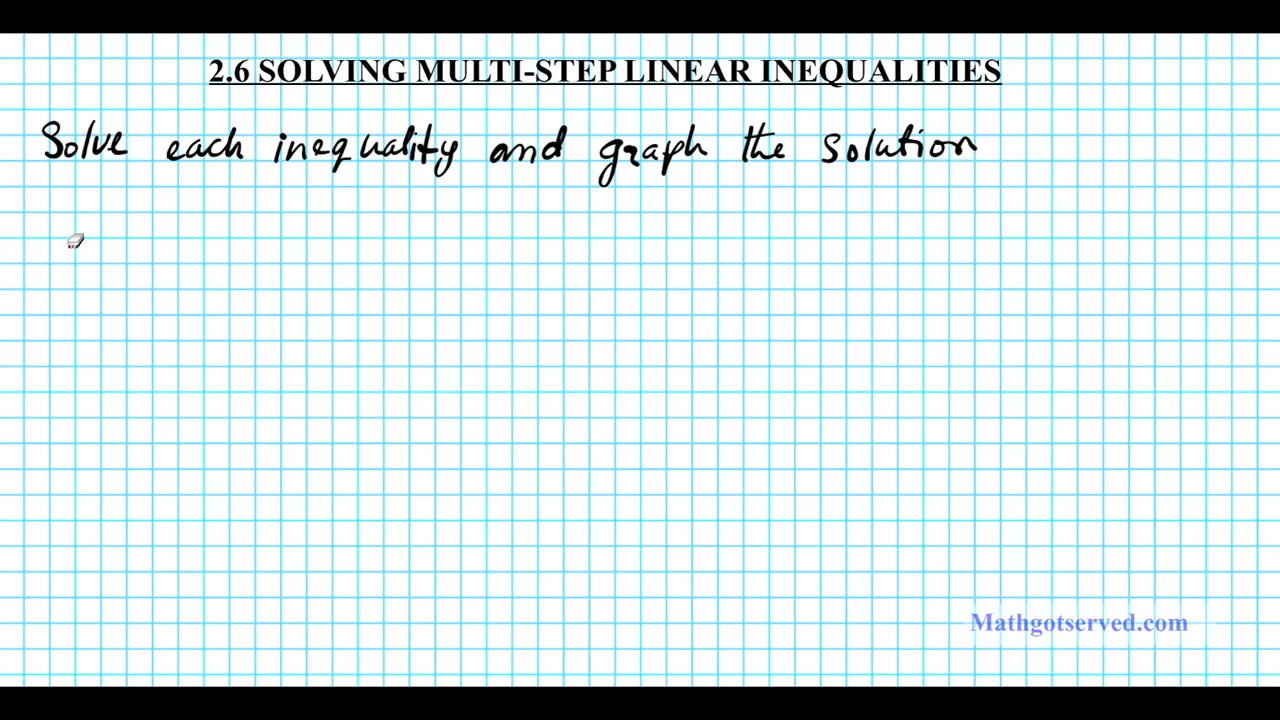 2.6 SOLVING MULTI-STEP LINEAR INEQUALITIES
Solve each inequality and graph the solution
Mathgotserved.com